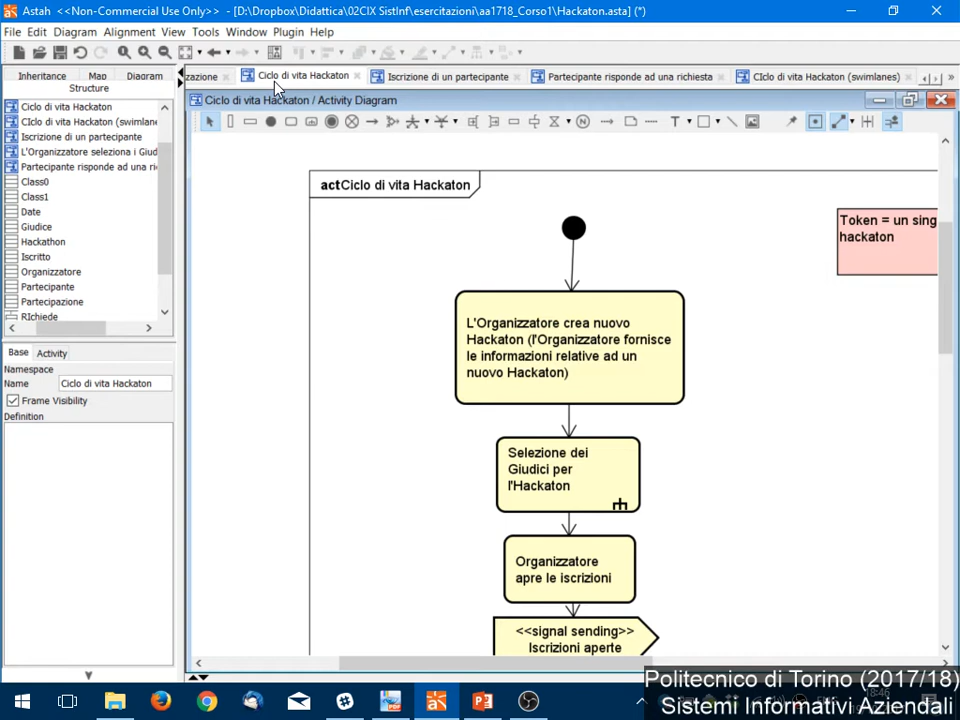 Astah <<Non-Commercial Use Only>> - [D:\Dropbox\Didattica\02CIX SistInf\esercitazioni\aa1718_Corso1\Hackaton.asta] (*)
File Edit Diagram Alignment View Tools Window Plugin Help
Inheritance Map Diagram
Structure
zazione
Ciclo di vita Hackaton
Iscrizione di un partecipante
Partecipante risponde ad una richiesta
CIclo di vita Hackaton (swimlanes)
Ciclo di vita Hackaton / Activity Diagram
Ciclo di vita Hackaton
CIclo di vita Hackaton (swimlane
Iscrizione di un partecipante
L'Organizzatore seleziona i Giud
Partecipante risponde ad una ri
Class0
Class1
Date
Giudice
Hackathon
Iscritto
Organizzatore
Partecipante
Partecipazione
RIchiede
Base Activity
Namespace
Name Ciclo di vita Hackaton
Frame Visibility
Definition
act Ciclo di vita Hackaton
Token = un sing
hackaton
L'Organizzatore crea nuovo
Hackaton (l'Organizzatore fornisce
le informazioni relative ad un
nuovo Hackaton)
Selezione dei
Giudici per
l'Hackaton
Organizzatore
apre le iscrizioni
<<signal sending>>
Iscrizioni aperte
Politecnico di Torino (2017/18)
18:46
Sistemi Informativi Aziendali